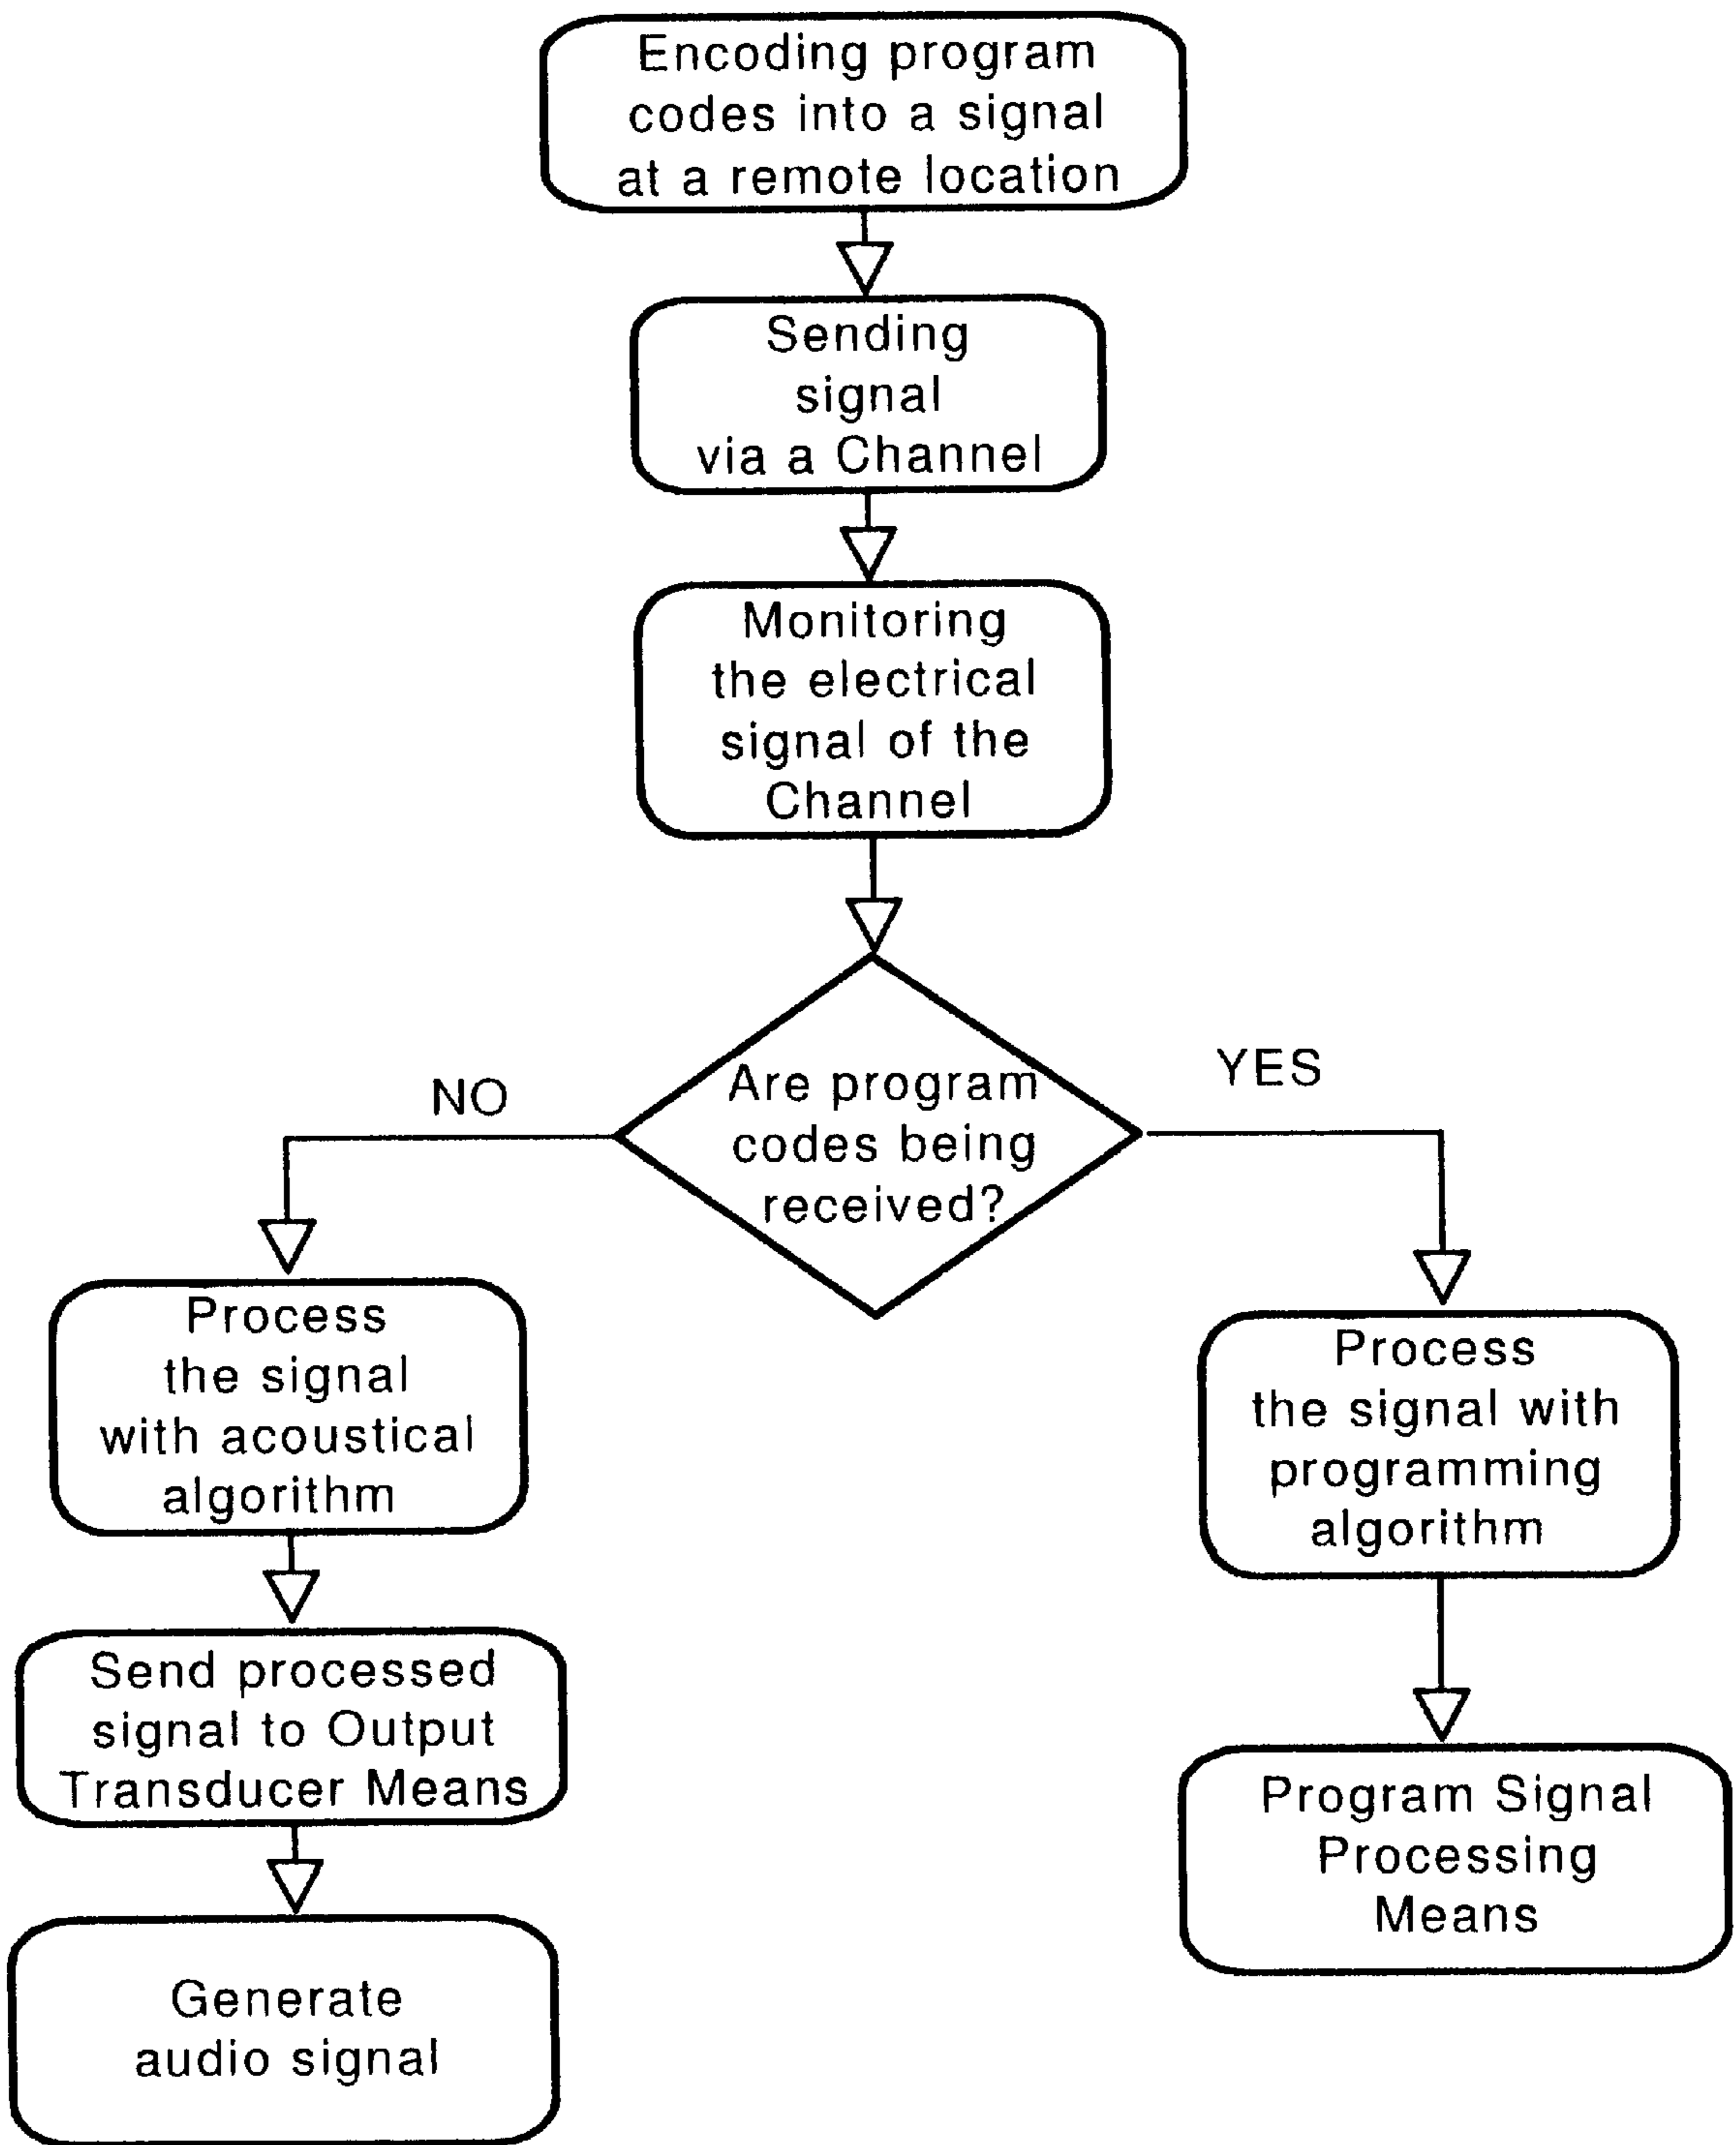 Encoding program
codes into a signal
at a remote location
Sending
signal
via a Channel
Monitoring
the electrical
signal of the
Channel
Are program
codes being
received?
NO
YES
Process
the signal
with acoustical
algorithm
Send processed
signal to Output
Transducer Means
Generate
audio signal
Process
the signal with
programming
algorithm
Program Signal
Processing
Means